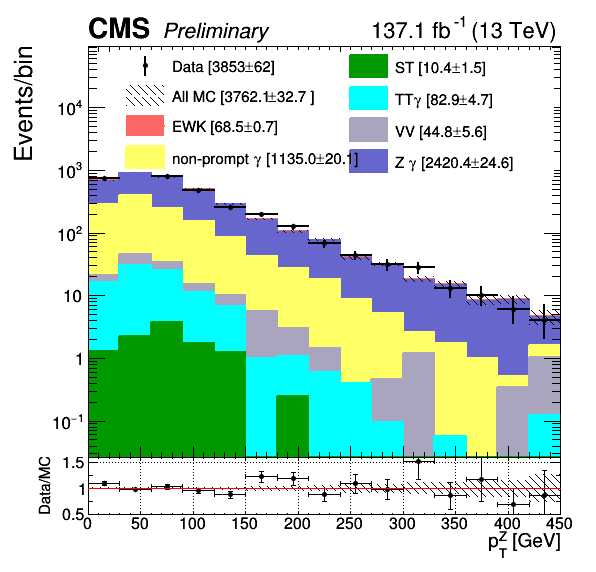 CMS Preliminary 137.1 fb⁻¹ (13 TeV)
Events/bin
Data [3853±62]
All MC [3762.1±32.7 ]
EWK [68.5±0.7]
non-prompt γ [1135.0±20.1]
ST [10.4±1.5]
TTγ [82.9±4.7]
VV [44.8±5.6]
Z γ [2420.4±24.6]
10⁴
10³
10²
10
1
10⁻¹
Data/MC
1.5
1
0.5
0 50 100 150 200 250 300 350 400 450
p_T^Z [GeV]